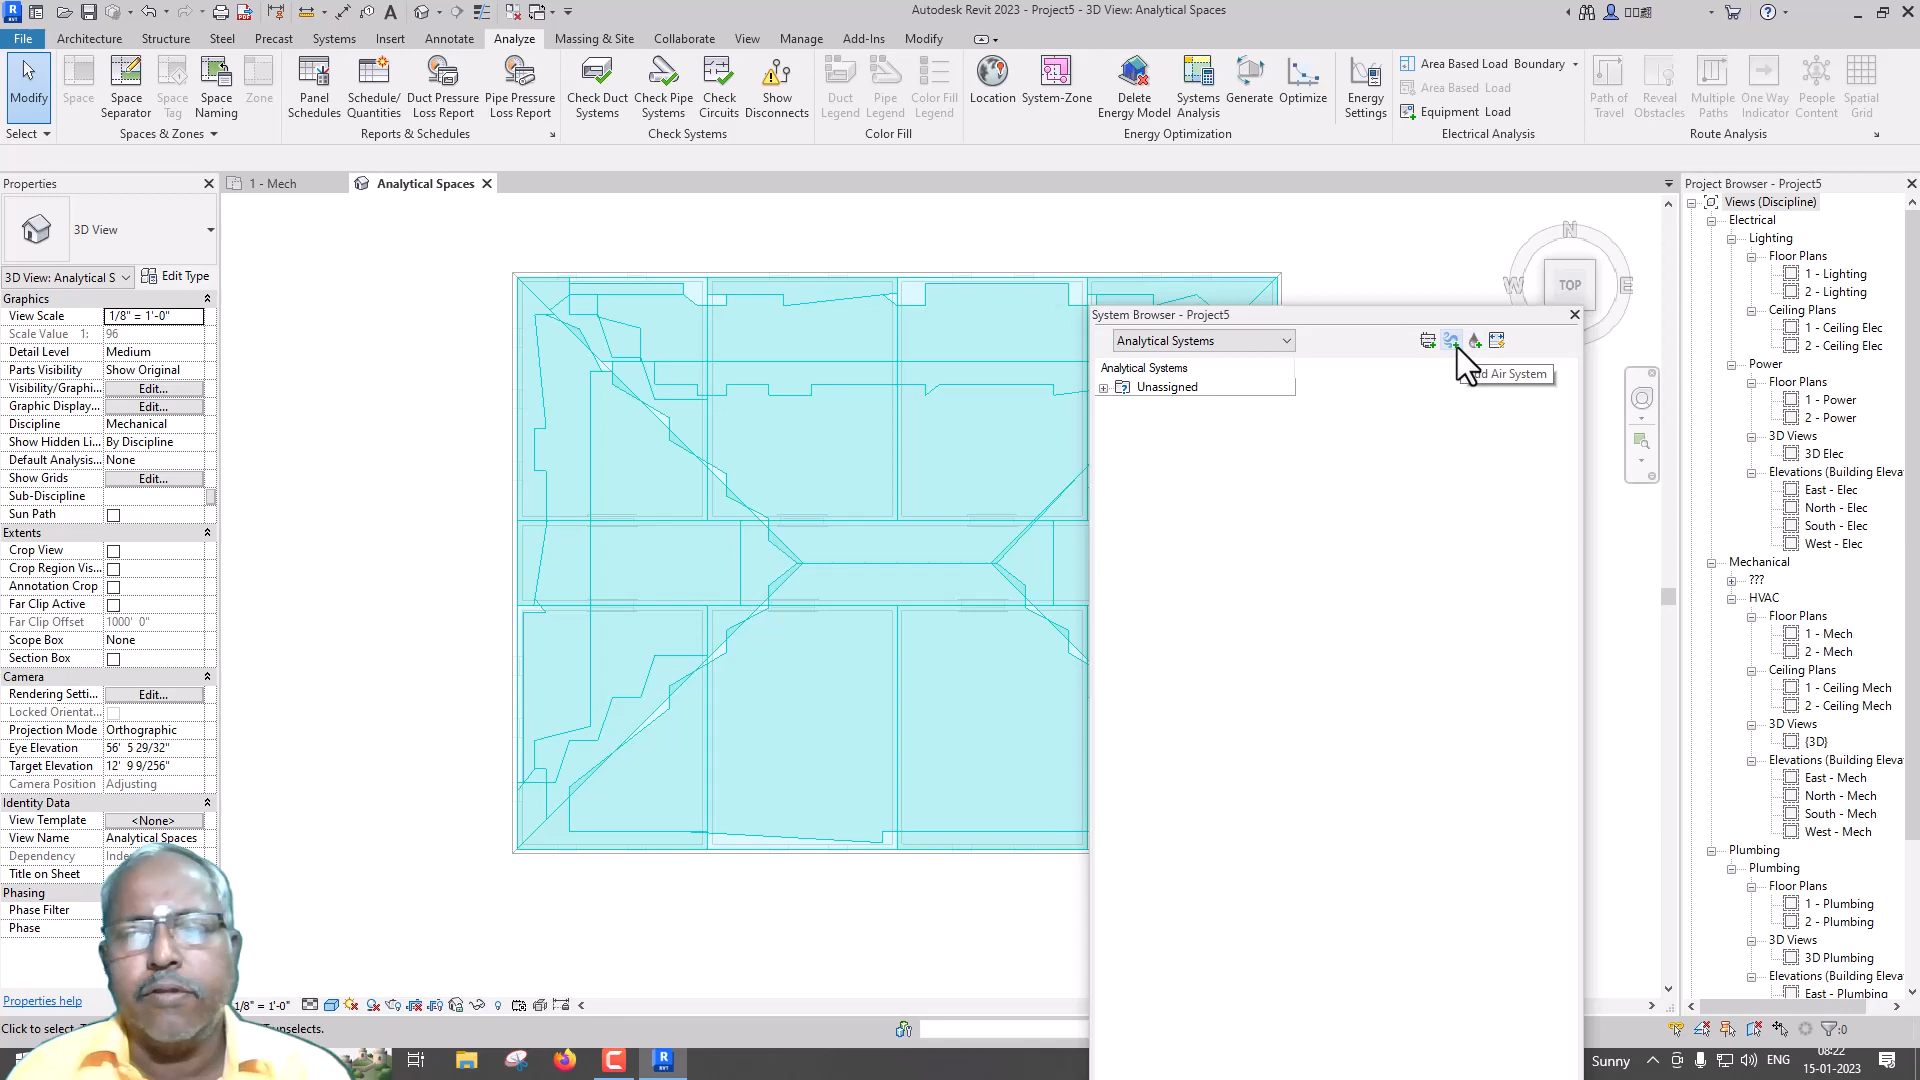 Autodesk Revit 2023 - Project5 - 3D View: Analytical Spaces
File Architecture Structure Steel Precast Systems Insert Annotate Analyze Massing & Site Collaborate View Manage Add-Ins Modify
Modify
Space
Space Separator
Space Tag
Space Naming
Zone
Panel Schedules
Schedule/ Quantities
Duct Pressure Loss Report
Pipe Pressure Loss Report
Check Duct Systems
Check Pipe Systems
Check Circuits
Show Disconnects
Duct Legend
Pipe Legend
Color Fill Legend
Location
System-Zone
Delete Energy Model
Systems Analysis
Generate
Optimize
Energy Settings
Area Based Load Boundary
Area Based Load
Equipment Load
Path of Travel
Reveal Obstacles
Multiple Paths
One Way Indicator
People Content
Spatial Grid
Select
Spaces & Zones
Reports & Schedules
Check Systems
Color Fill
Energy Optimization
Electrical Analysis
Route Analysis
Properties
3D View
3D View: Analytical S
Edit Type
Graphics
View Scale 1/8" = 1'-0"
Scale Value 1: 96
Detail Level Medium
Parts Visibility Show Original
Visibility/Graphi... Edit...
Graphic Display... Edit...
Discipline Mechanical
Show Hidden Li... By Discipline
Default Analysis... None
Show Grids Edit...
Sub-Discipline
Sun Path
Extents
Crop View
Crop Region Vis...
Annotation Crop
Far Clip Active
Far Clip Offset 1000' 0"
Scope Box None
Section Box
Camera
Rendering Setti... Edit...
Locked Orientat...
Projection Mode Orthographic
Eye Elevation 56' 5 29/32"
Target Elevation 12' 9 9/256"
Camera Position Adjusting
Identity Data
View Template <None>
View Name Analytical Spaces
Dependency
Title on Sheet
Phasing
Phase Filter
Phase
Properties help
1 - Mech
Analytical Spaces
N
W
TOP
E
System Browser - Project5
Analytical Systems
Analytical Systems
Unassigned
Air System
Project Browser - Project5
Views (Discipline)
Electrical
Lighting
Floor Plans
1 - Lighting
2 - Lighting
Ceiling Plans
1 - Ceiling Elec
2 - Ceiling Elec
Power
Floor Plans
1 - Power
2 - Power
3D Views
3D Elec
Elevations (Building Eleva
East - Elec
North - Elec
South - Elec
West - Elec
Mechanical
???
HVAC
Floor Plans
1 - Mech
2 - Mech
Ceiling Plans
1 - Ceiling Mech
2 - Ceiling Mech
3D Views
{3D}
Elevations (Building Eleva
East - Mech
North - Mech
South - Mech
West - Mech
Plumbing
Plumbing
Floor Plans
1 - Plumbing
2 - Plumbing
3D Views
3D Plumbing
Elevations (Building Eleva
East - Plumbing
1/8" = 1'-0"
Click to select,
unselects.
:0
Sunny
ENG
08:22
15-01-2023